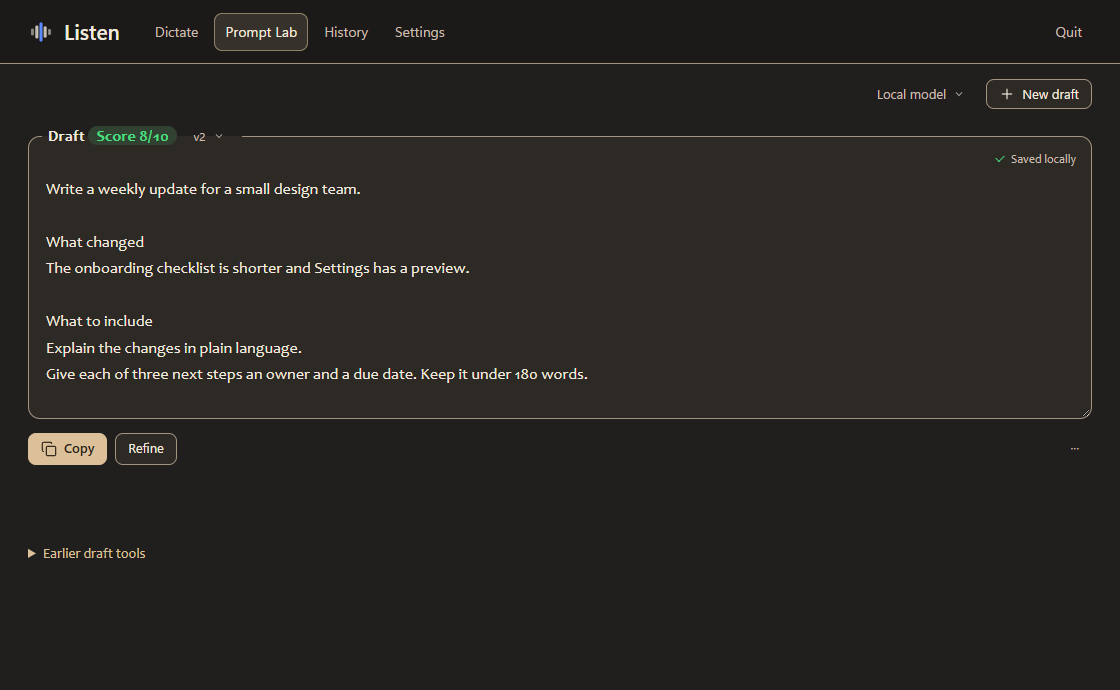 Listen Dictate Prompt Lab History Settings Quit
Local model + New draft
Draft Score 8/10 v2
Saved locally
Write a weekly update for a small design team.
What changed
The onboarding checklist is shorter and Settings has a preview.
What to include
Explain the changes in plain language.
Give each of three next steps an owner and a due date. Keep it under 180 words.
Copy Refine ...
Earlier draft tools